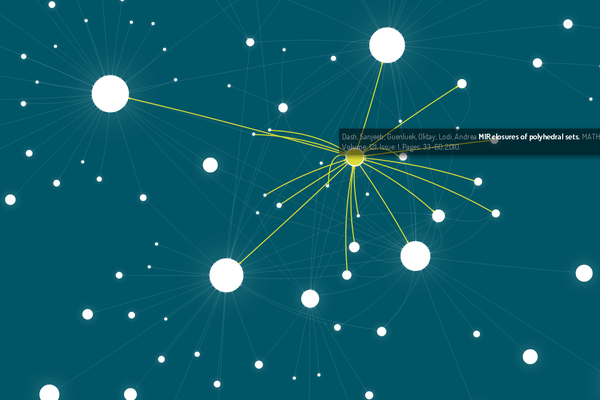 Dash, Sanjeeb; Guenluek, Oktay; Lodi, Andrea MIR closures of polyhedral sets. MATH
Volume: 121 Issue: 1 Pages: 33-60 2010